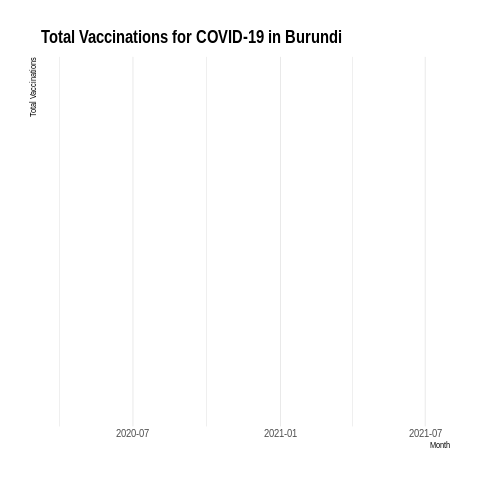 Total Vaccinations for COVID-19 in Burundi
Total Vaccinations
2020-07
2021-01
2021-07
Month